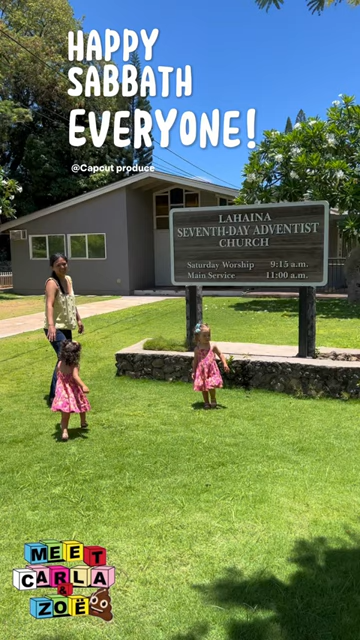 HAPPY
SABBATH
EVERYONE!
@Capcut produce
LAHAINA
SEVENTH-DAY ADVENTIST
CHURCH
Saturday Worship 9:15 a.m.
Main Service 11:00 a.m.
MEET
CARLA
&
ZOË